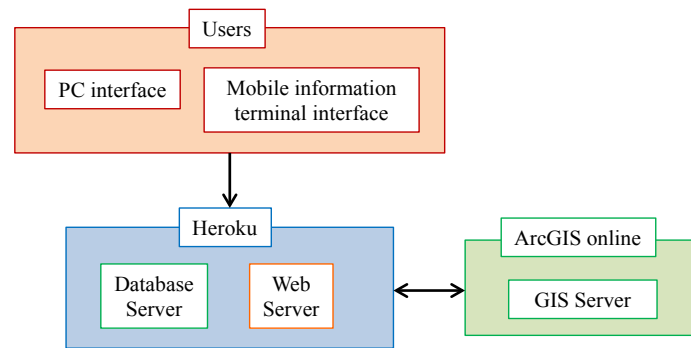 Users
PC interface
Mobile information
terminal interface
Heroku
Database
Server
Web
Server
ArcGIS online
GIS Server